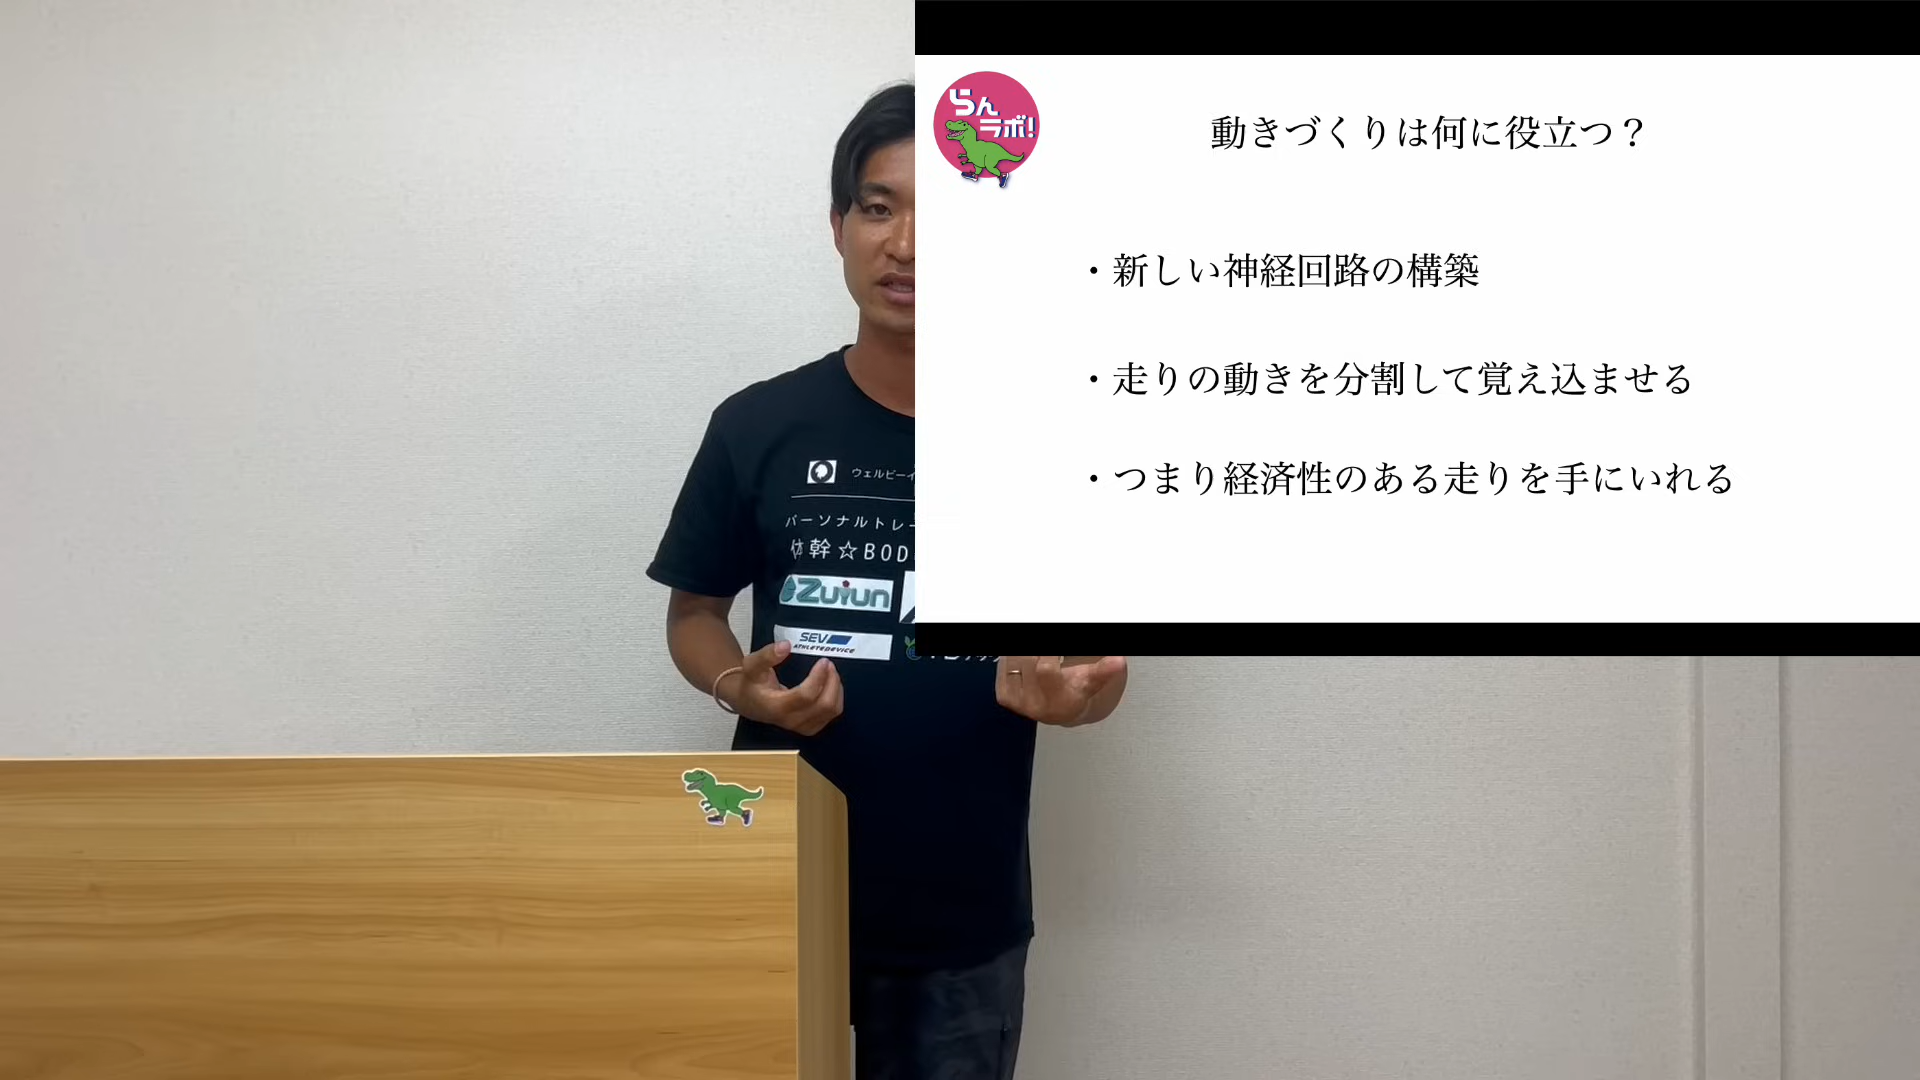 らん
ラボ!
動きづくりは何に役立つ？
・新しい神経回路の構築
・走りの動きを分割して覚え込ませる
・つまり経済性のある走りを手にいれる
ウェルビー
パーソナルトレー
体幹☆BOD
Zuiun
SEV
ATHLETEDEVICE